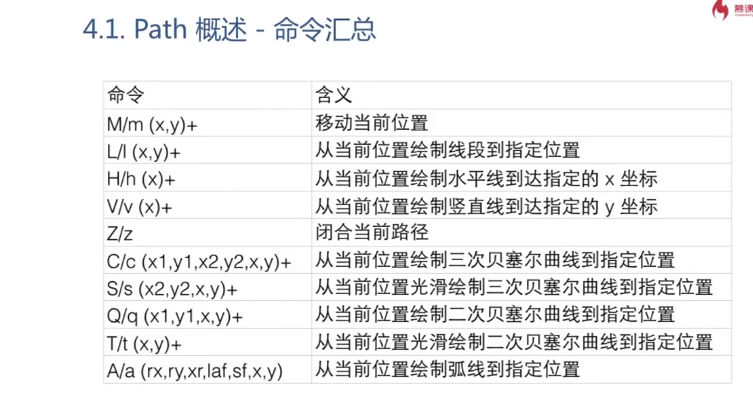 慕课
4.1. Path 概述 - 命令汇总
命令 含义
M/m (x,y)+ 移动当前位置
L/l (x,y)+ 从当前位置绘制线段到指定位置
H/h (x)+ 从当前位置绘制水平线到达指定的 x 坐标
V/v (x)+ 从当前位置绘制竖直线到达指定的 y 坐标
Z/z 闭合当前路径
C/c (x1,y1,x2,y2,x,y)+ 从当前位置绘制三次贝塞尔曲线到指定位置
S/s (x2,y2,x,y)+ 从当前位置光滑绘制三次贝塞尔曲线到指定位置
Q/q (x1,y1,x,y)+ 从当前位置绘制二次贝塞尔曲线到指定位置
T/t (x,y)+ 从当前位置光滑绘制二次贝塞尔曲线到指定位置
A/a (rx,ry,xr,laf,sf,x,y) 从当前位置绘制弧线到指定位置